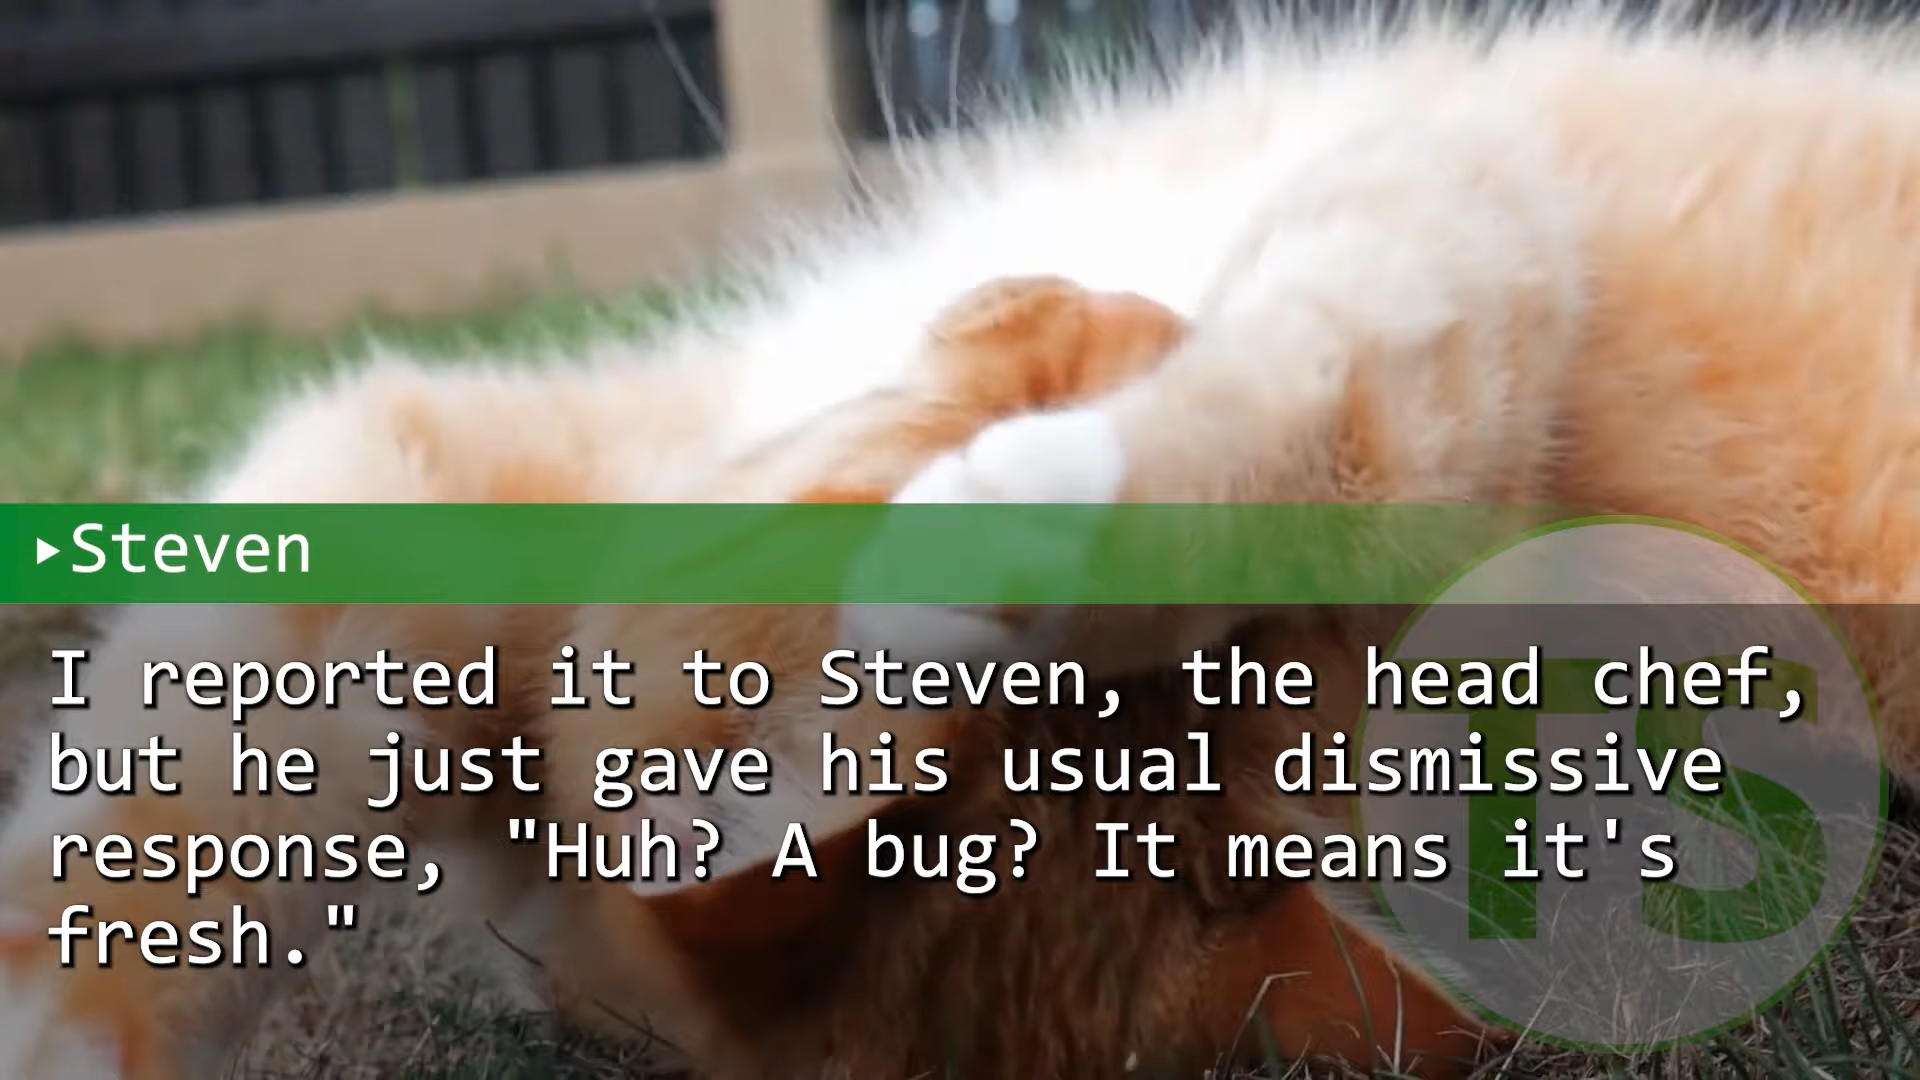 ▶Steven
I reported it to Steven, the head chef,
but he just gave his usual dismissive
response, "Huh? A bug? It means it's
fresh."
TS